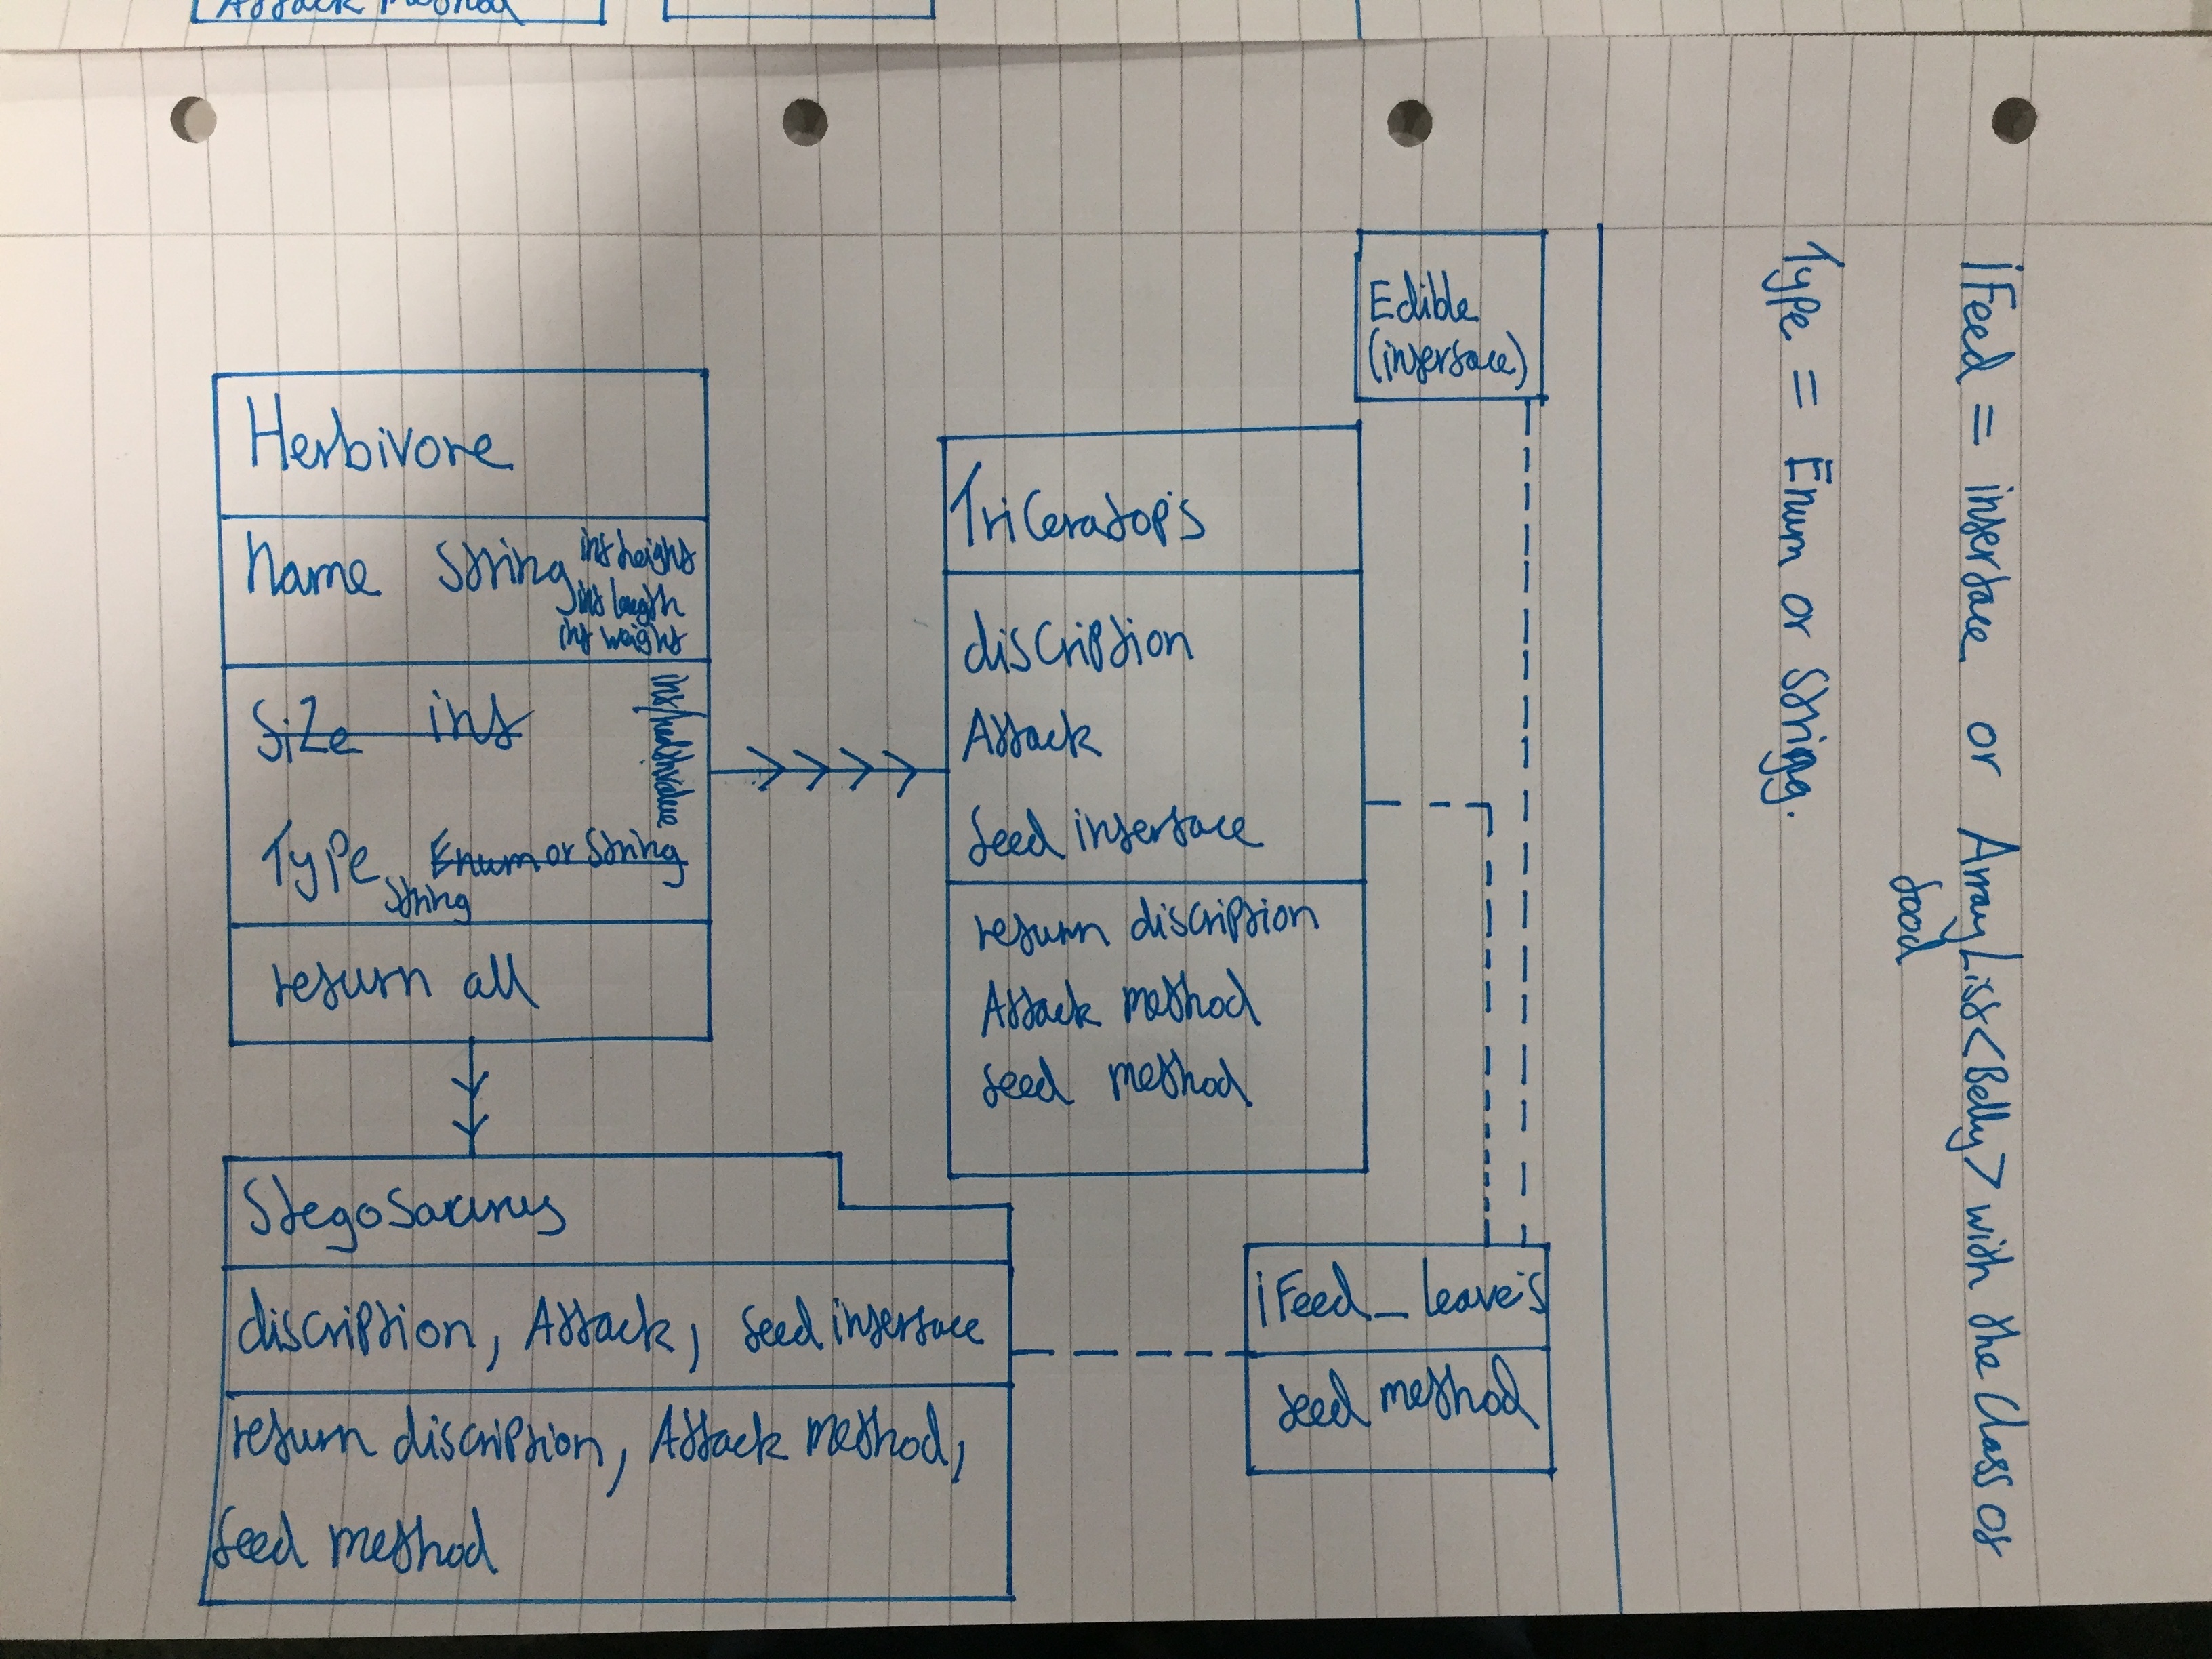 Attack method
Edible
(interface)
Herbivore
Name String
int height
int length
int weight
Size int
int healthvalue
Type Enum or String
String
return all
TriCeratop's
discription
Attack
feed interface
return discription
Attack method
feed method
StegoSaurus
discription, Attack, feed interface
return discription, Attack method,
feed method
iFeed_leave's
feed method
iFeed = interface or ArrayList<Belly> with the Class of
food
Type = Enum or String.